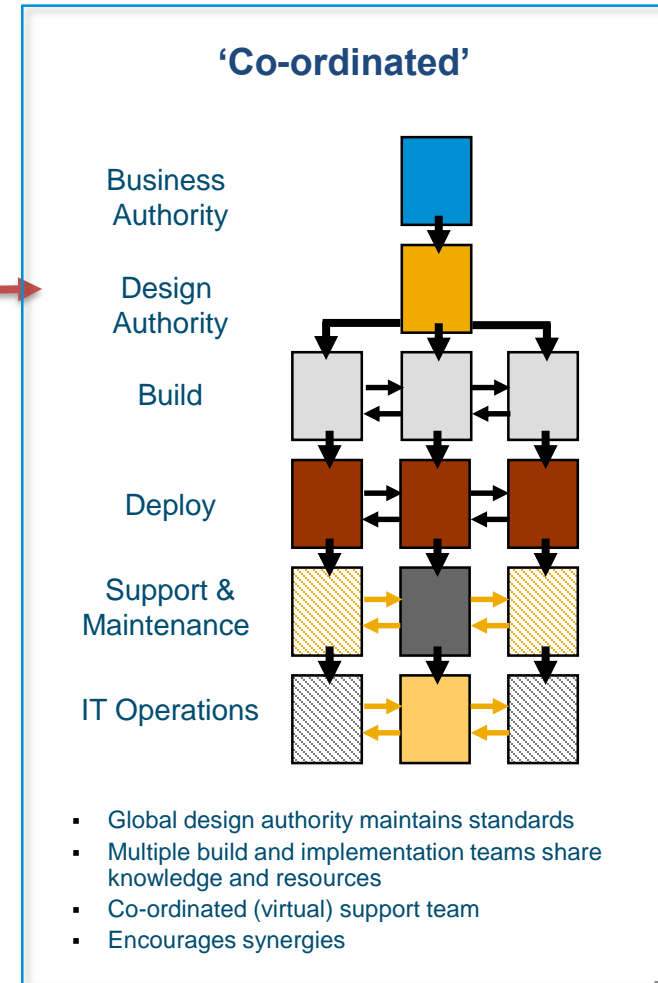 ‘Co-ordinated’
Business
Authority
Design
Authority
Build
Deploy
Support &
Maintenance
IT Operations
▪ Global design authority maintains standards
▪ Multiple build and implementation teams share
knowledge and resources
▪ Co-ordinated (virtual) support team
▪ Encourages synergies